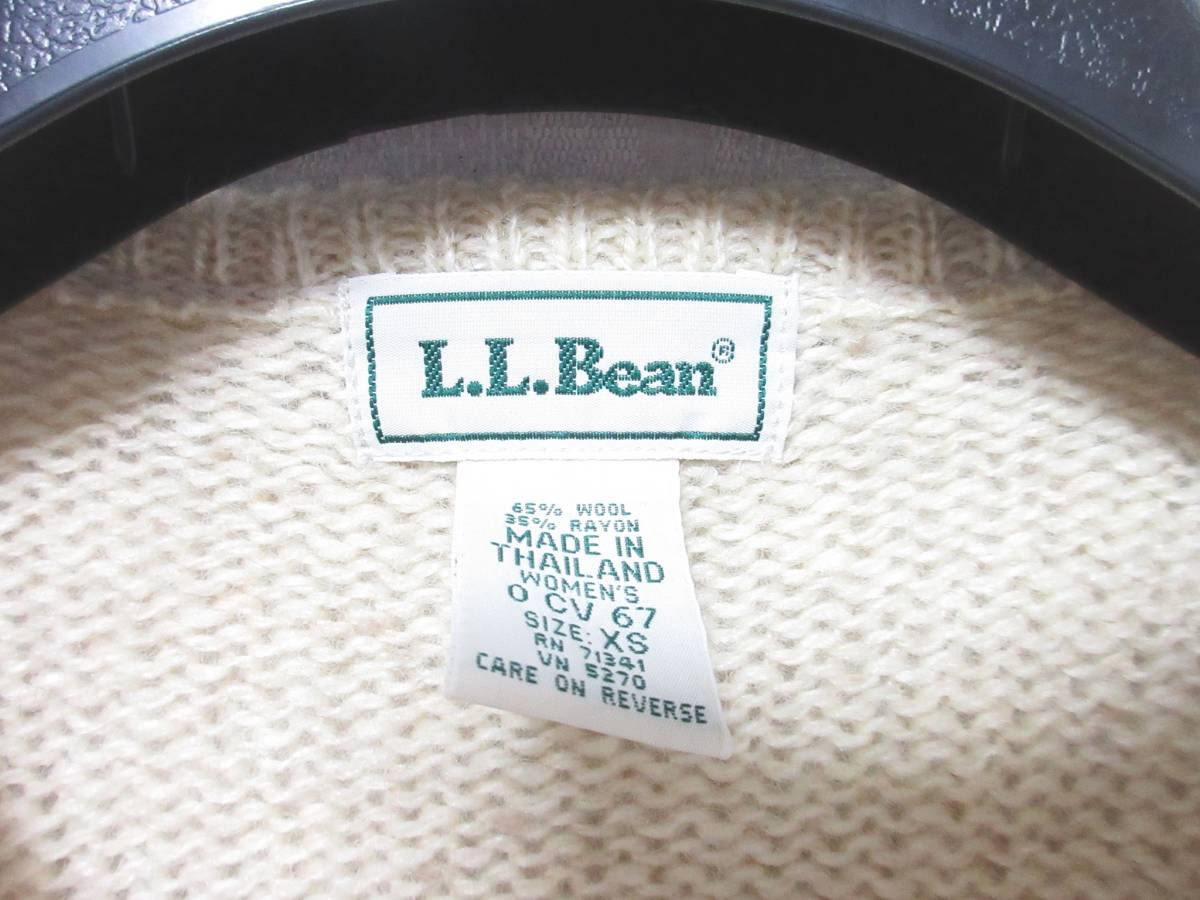 L.L.Bean®
65% WOOL
35% RAYON
MADE IN
THAILAND
WOMEN'S
O CV 67
SIZE: XS
RN 71341
VN 5270
CARE ON REVERSE